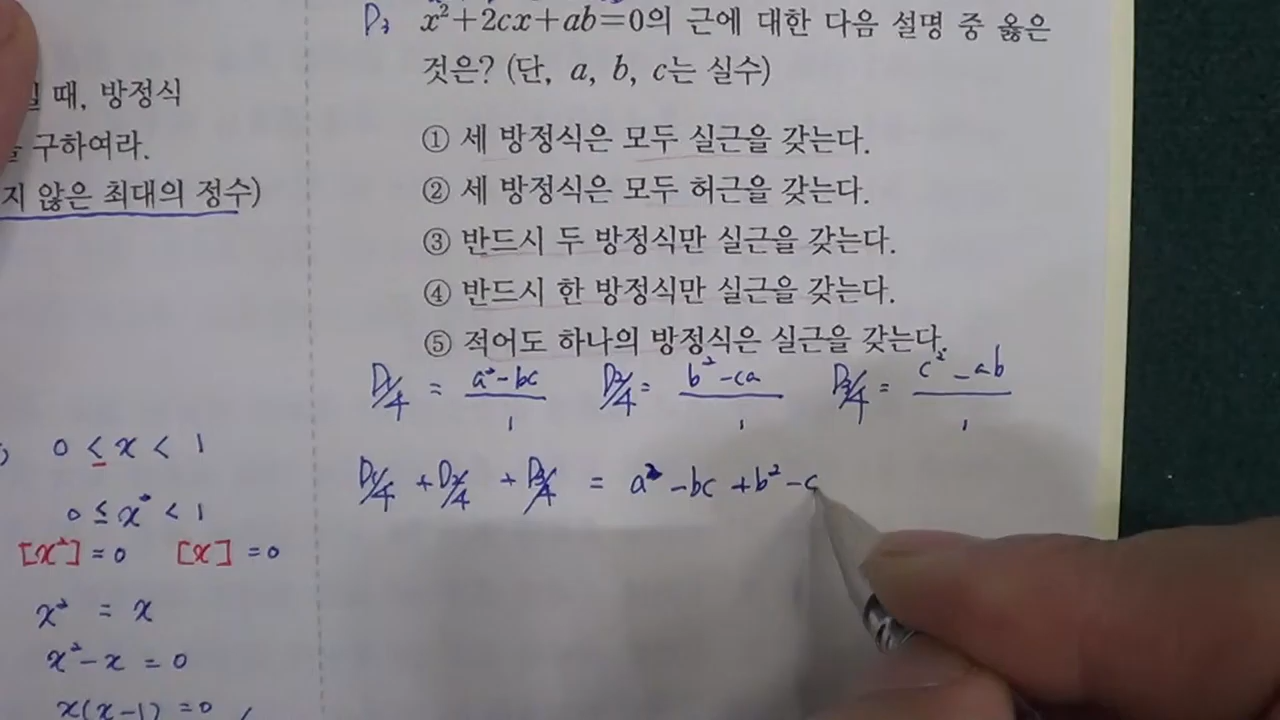 일 때, 방정식
구하여라.
지 않은 최대의 정수)
0 ≤ x < 1
0 ≤ x² < 1
[x²] = 0 [x] = 0
x² = x
x² - x = 0
x(x-1) = 0
D₃ x²+2cx+ab=0의 근에 대한 다음 설명 중 옳은
것은? (단, a, b, c는 실수)
① 세 방정식은 모두 실근을 갖는다.
② 세 방정식은 모두 허근을 갖는다.
③ 반드시 두 방정식만 실근을 갖는다.
④ 반드시 한 방정식만 실근을 갖는다.
⑤ 적어도 하나의 방정식은 실근을 갖는다.
D₁/4 = a²-bc D₂/4 = b²-ca D₃/4 = c²-ab
1 1 1
D₁/4 + D₂/4 + D₃/4 = a² -bc +b² -c